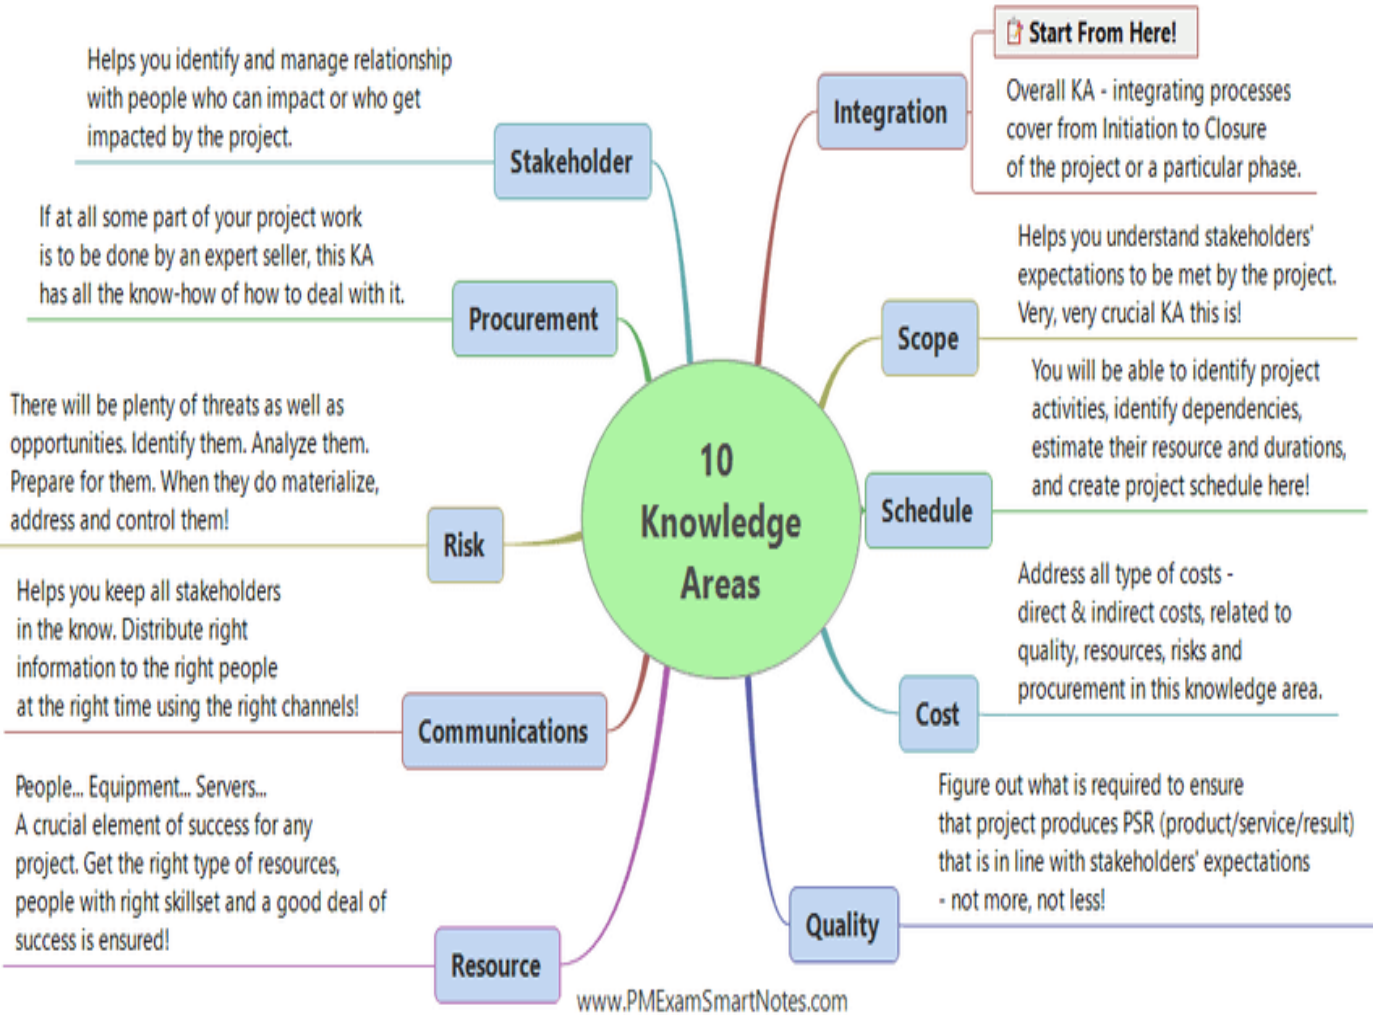 10
Knowledge
Areas
Start From Here!
Integration
Overall KA - integrating processes
cover from Initiation to Closure
of the project or a particular phase.
Scope
Helps you understand stakeholders'
expectations to be met by the project.
Very, very crucial KA this is!
Schedule
You will be able to identify project
activities, identify dependencies,
estimate their resource and durations,
and create project schedule here!
Cost
Address all type of costs -
direct & indirect costs, related to
quality, resources, risks and
procurement in this knowledge area.
Quality
Figure out what is required to ensure
that project produces PSR (product/service/result)
that is in line with stakeholders' expectations
- not more, not less!
Resource
People... Equipment... Servers...
A crucial element of success for any
project. Get the right type of resources,
people with right skillset and a good deal of
success is ensured!
Communications
Helps you keep all stakeholders
in the know. Distribute right
information to the right people
at the right time using the right channels!
Risk
There will be plenty of threats as well as
opportunities. Identify them. Analyze them.
Prepare for them. When they do materialize,
address and control them!
Procurement
If at all some part of your project work
is to be done by an expert seller, this KA
has all the know-how of how to deal with it.
Stakeholder
Helps you identify and manage relationship
with people who can impact or who get
impacted by the project.
www.PMExamSmartNotes.com